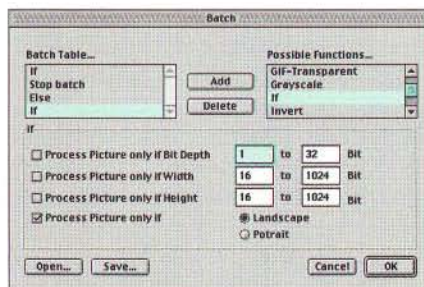 Batch
Batch Table...
Possible Functions...
If
Stop batch
Else
If
Add
Delete
GIF-Transparent
Grayscale
If
Invert
If
Process Picture only if Bit Depth 1 to 32 Bit
Process Picture only if Width 16 to 1024 Bit
Process Picture only if Height 16 to 1024 Bit
Process Picture only if Landscape
Potrait
Open... Save... Cancel OK